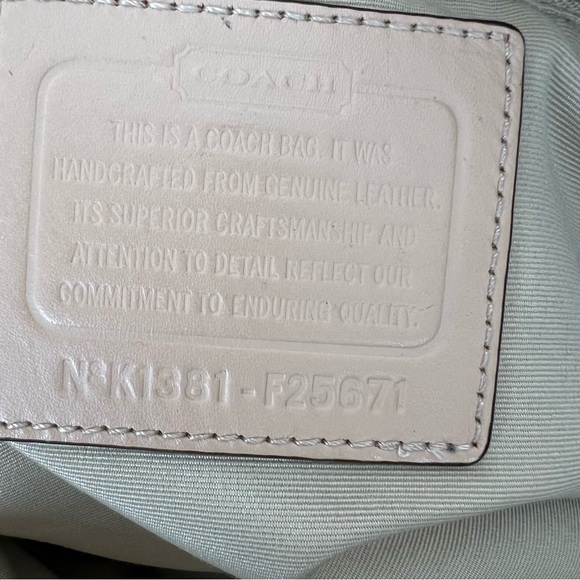 COACH
THIS IS A COACH BAG. IT WAS
HANDCRAFTED FROM GENUINE LEATHER.
ITS SUPERIOR CRAFTSMANSHIP AND
ATTENTION TO DETAIL REFLECT OUR
COMMITMENT TO ENDURING QUALITY.
Nº K1381-F25671